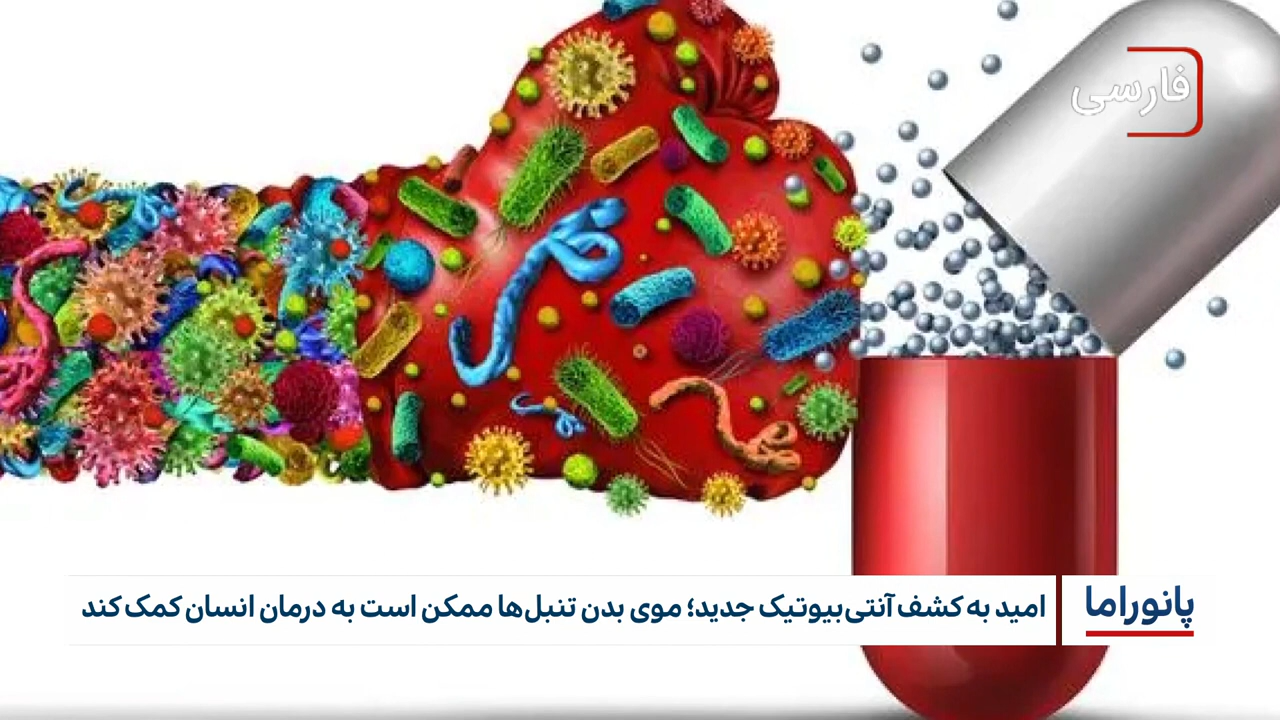 فارسی
پانوراما
امید به کشف آنتی‌بیوتیک جدید؛ موی بدن تنبل‌ها ممکن است به درمان انسان کمک کند